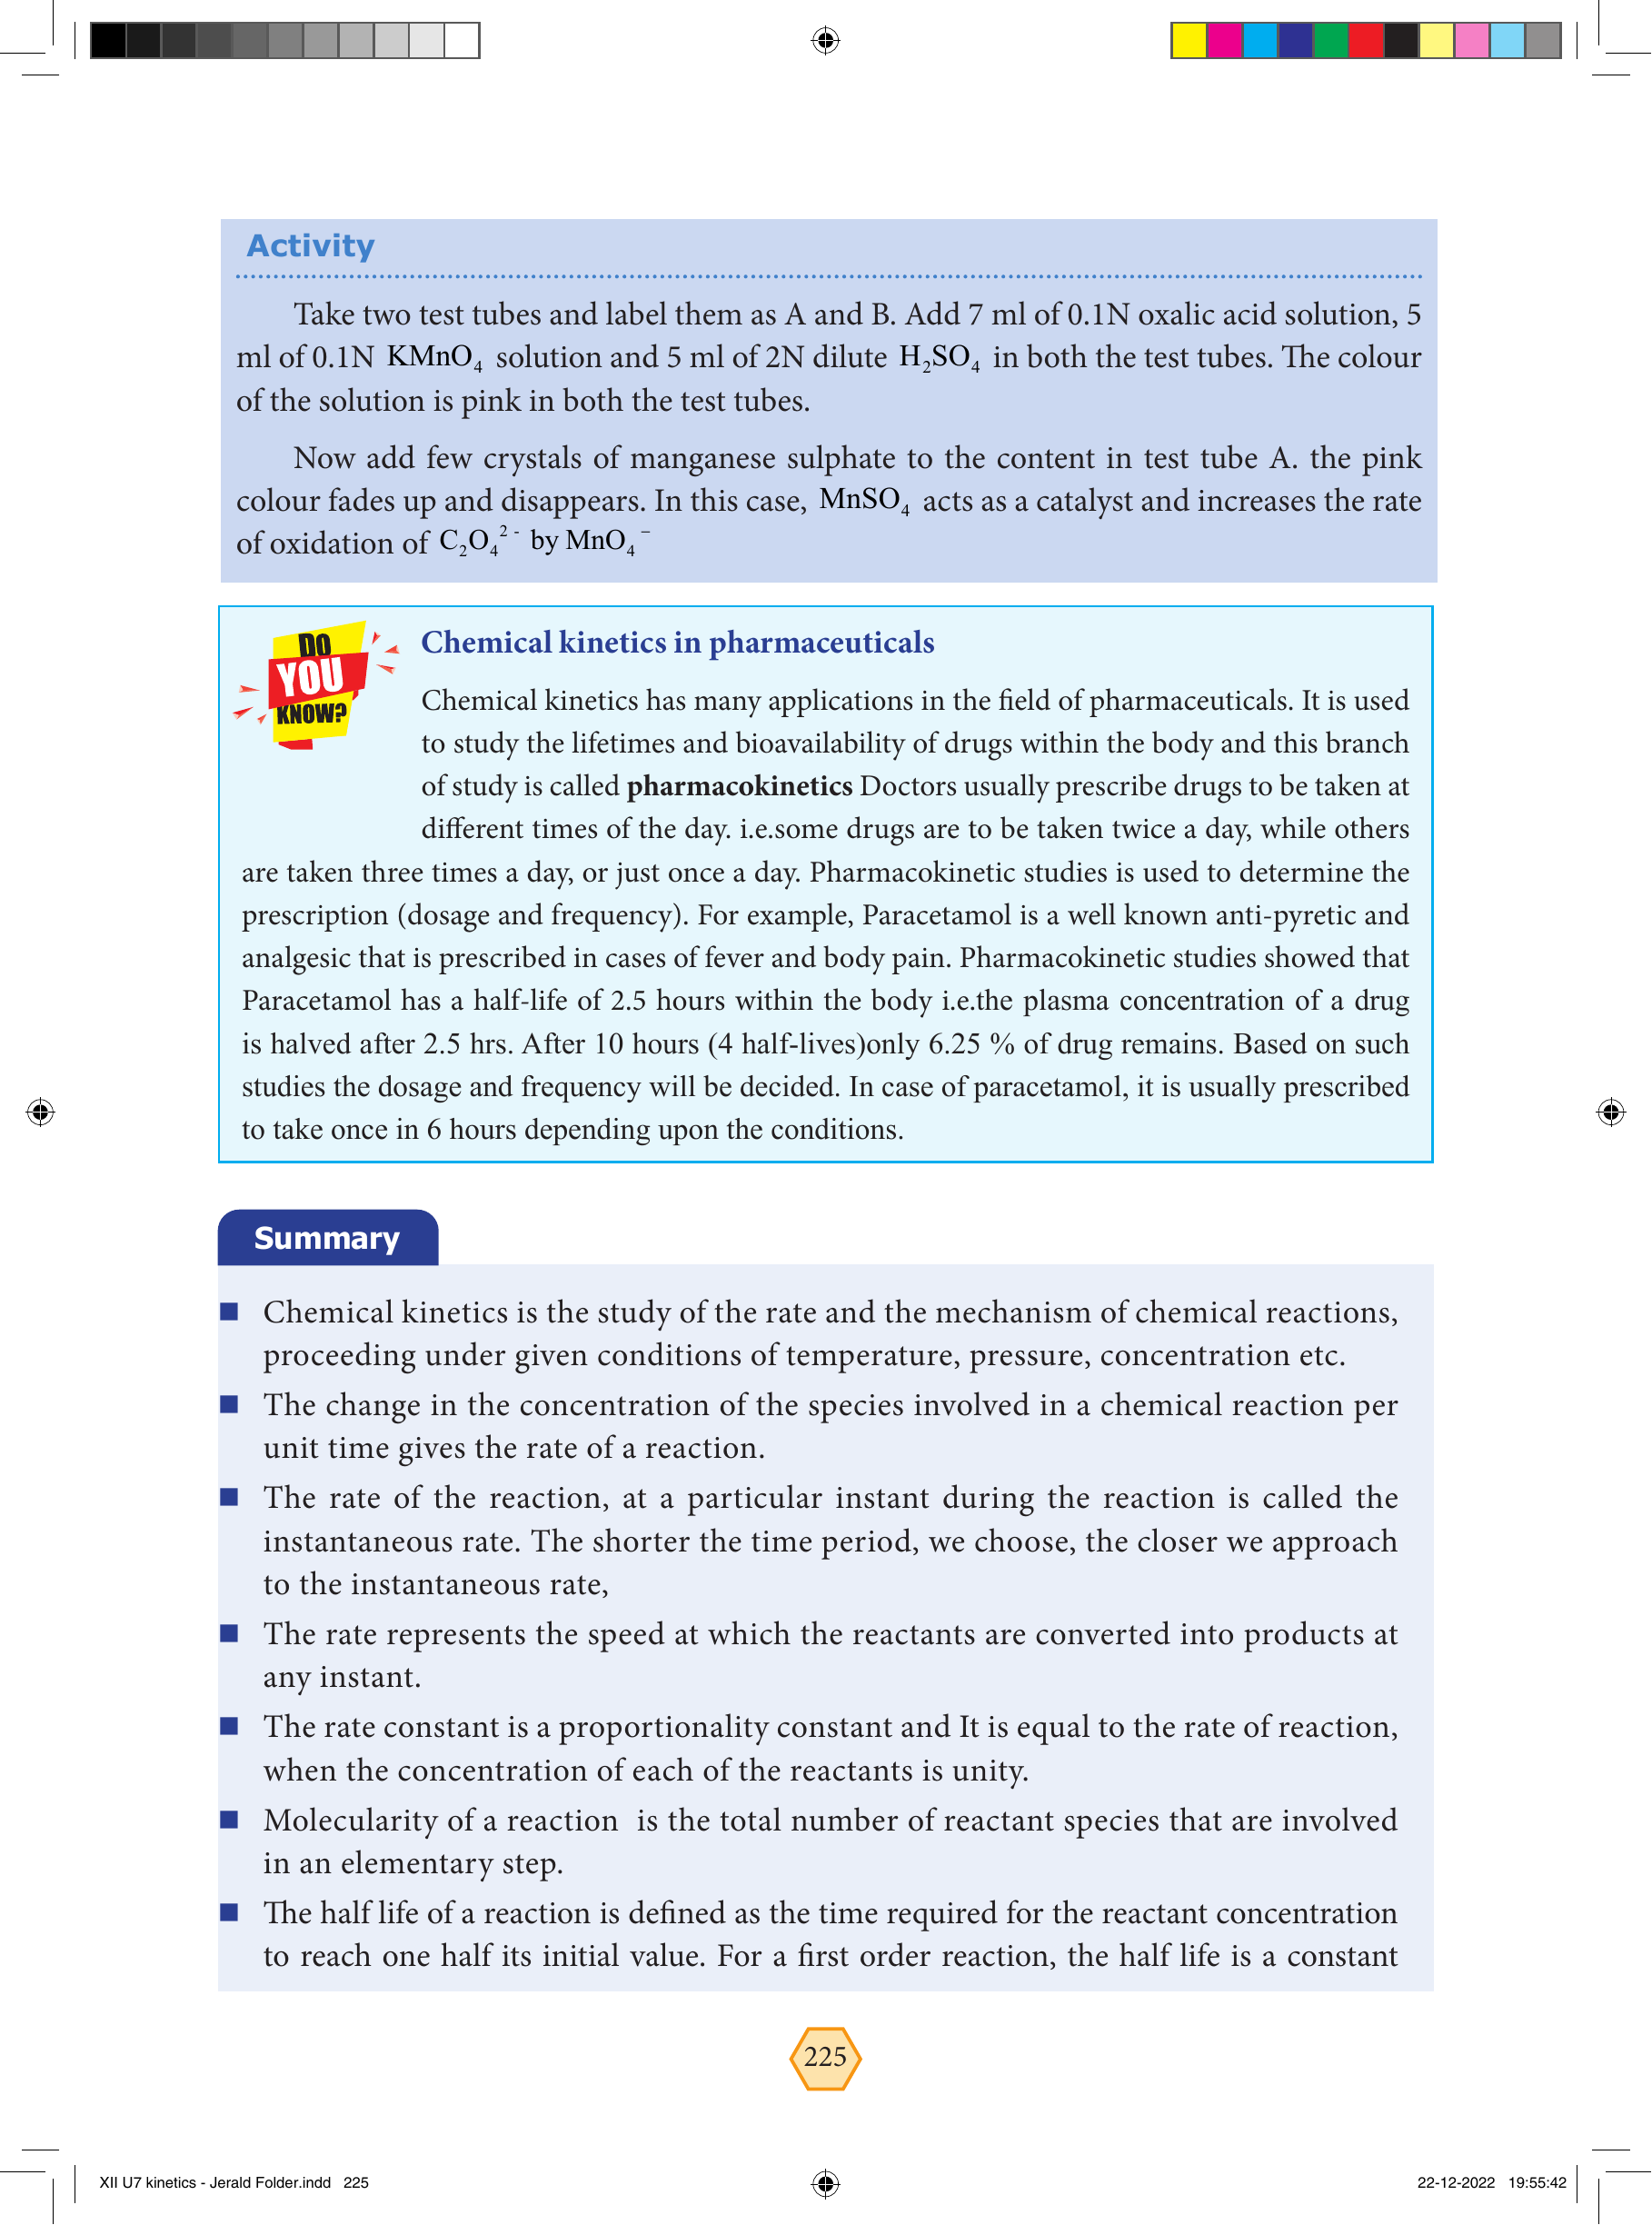 Activity
Take two test tubes and label them as A and B. Add 7 ml of 0.1N oxalic acid solution, 5
ml of 0.1N KMnO₄ solution and 5 ml of 2N dilute H₂SO₄ in both the test tubes. The colour
of the solution is pink in both the test tubes.
Now add few crystals of manganese sulphate to the content in test tube A. the pink
colour fades up and disappears. In this case, MnSO₄ acts as a catalyst and increases the rate
of oxidation of C₂O₄²⁻ by MnO₄⁻
DO
YOU
KNOW?
Chemical kinetics in pharmaceuticals
Chemical kinetics has many applications in the field of pharmaceuticals. It is used
to study the lifetimes and bioavailability of drugs within the body and this branch
of study is called pharmacokinetics Doctors usually prescribe drugs to be taken at
different times of the day. i.e.some drugs are to be taken twice a day, while others
are taken three times a day, or just once a day. Pharmacokinetic studies is used to determine the
prescription (dosage and frequency). For example, Paracetamol is a well known anti-pyretic and
analgesic that is prescribed in cases of fever and body pain. Pharmacokinetic studies showed that
Paracetamol has a half-life of 2.5 hours within the body i.e.the plasma concentration of a drug
is halved after 2.5 hrs. After 10 hours (4 half-lives)only 6.25 % of drug remains. Based on such
studies the dosage and frequency will be decided. In case of paracetamol, it is usually prescribed
to take once in 6 hours depending upon the conditions.
Summary
■ Chemical kinetics is the study of the rate and the mechanism of chemical reactions,
proceeding under given conditions of temperature, pressure, concentration etc.
■ The change in the concentration of the species involved in a chemical reaction per
unit time gives the rate of a reaction.
■ The rate of the reaction, at a particular instant during the reaction is called the
instantaneous rate. The shorter the time period, we choose, the closer we approach
to the instantaneous rate,
■ The rate represents the speed at which the reactants are converted into products at
any instant.
■ The rate constant is a proportionality constant and It is equal to the rate of reaction,
when the concentration of each of the reactants is unity.
■ Molecularity of a reaction is the total number of reactant species that are involved
in an elementary step.
■ The half life of a reaction is defined as the time required for the reactant concentration
to reach one half its initial value. For a first order reaction, the half life is a constant
225
XII U7 kinetics - Jerald Folder.indd 225
22-12-2022 19:55:42